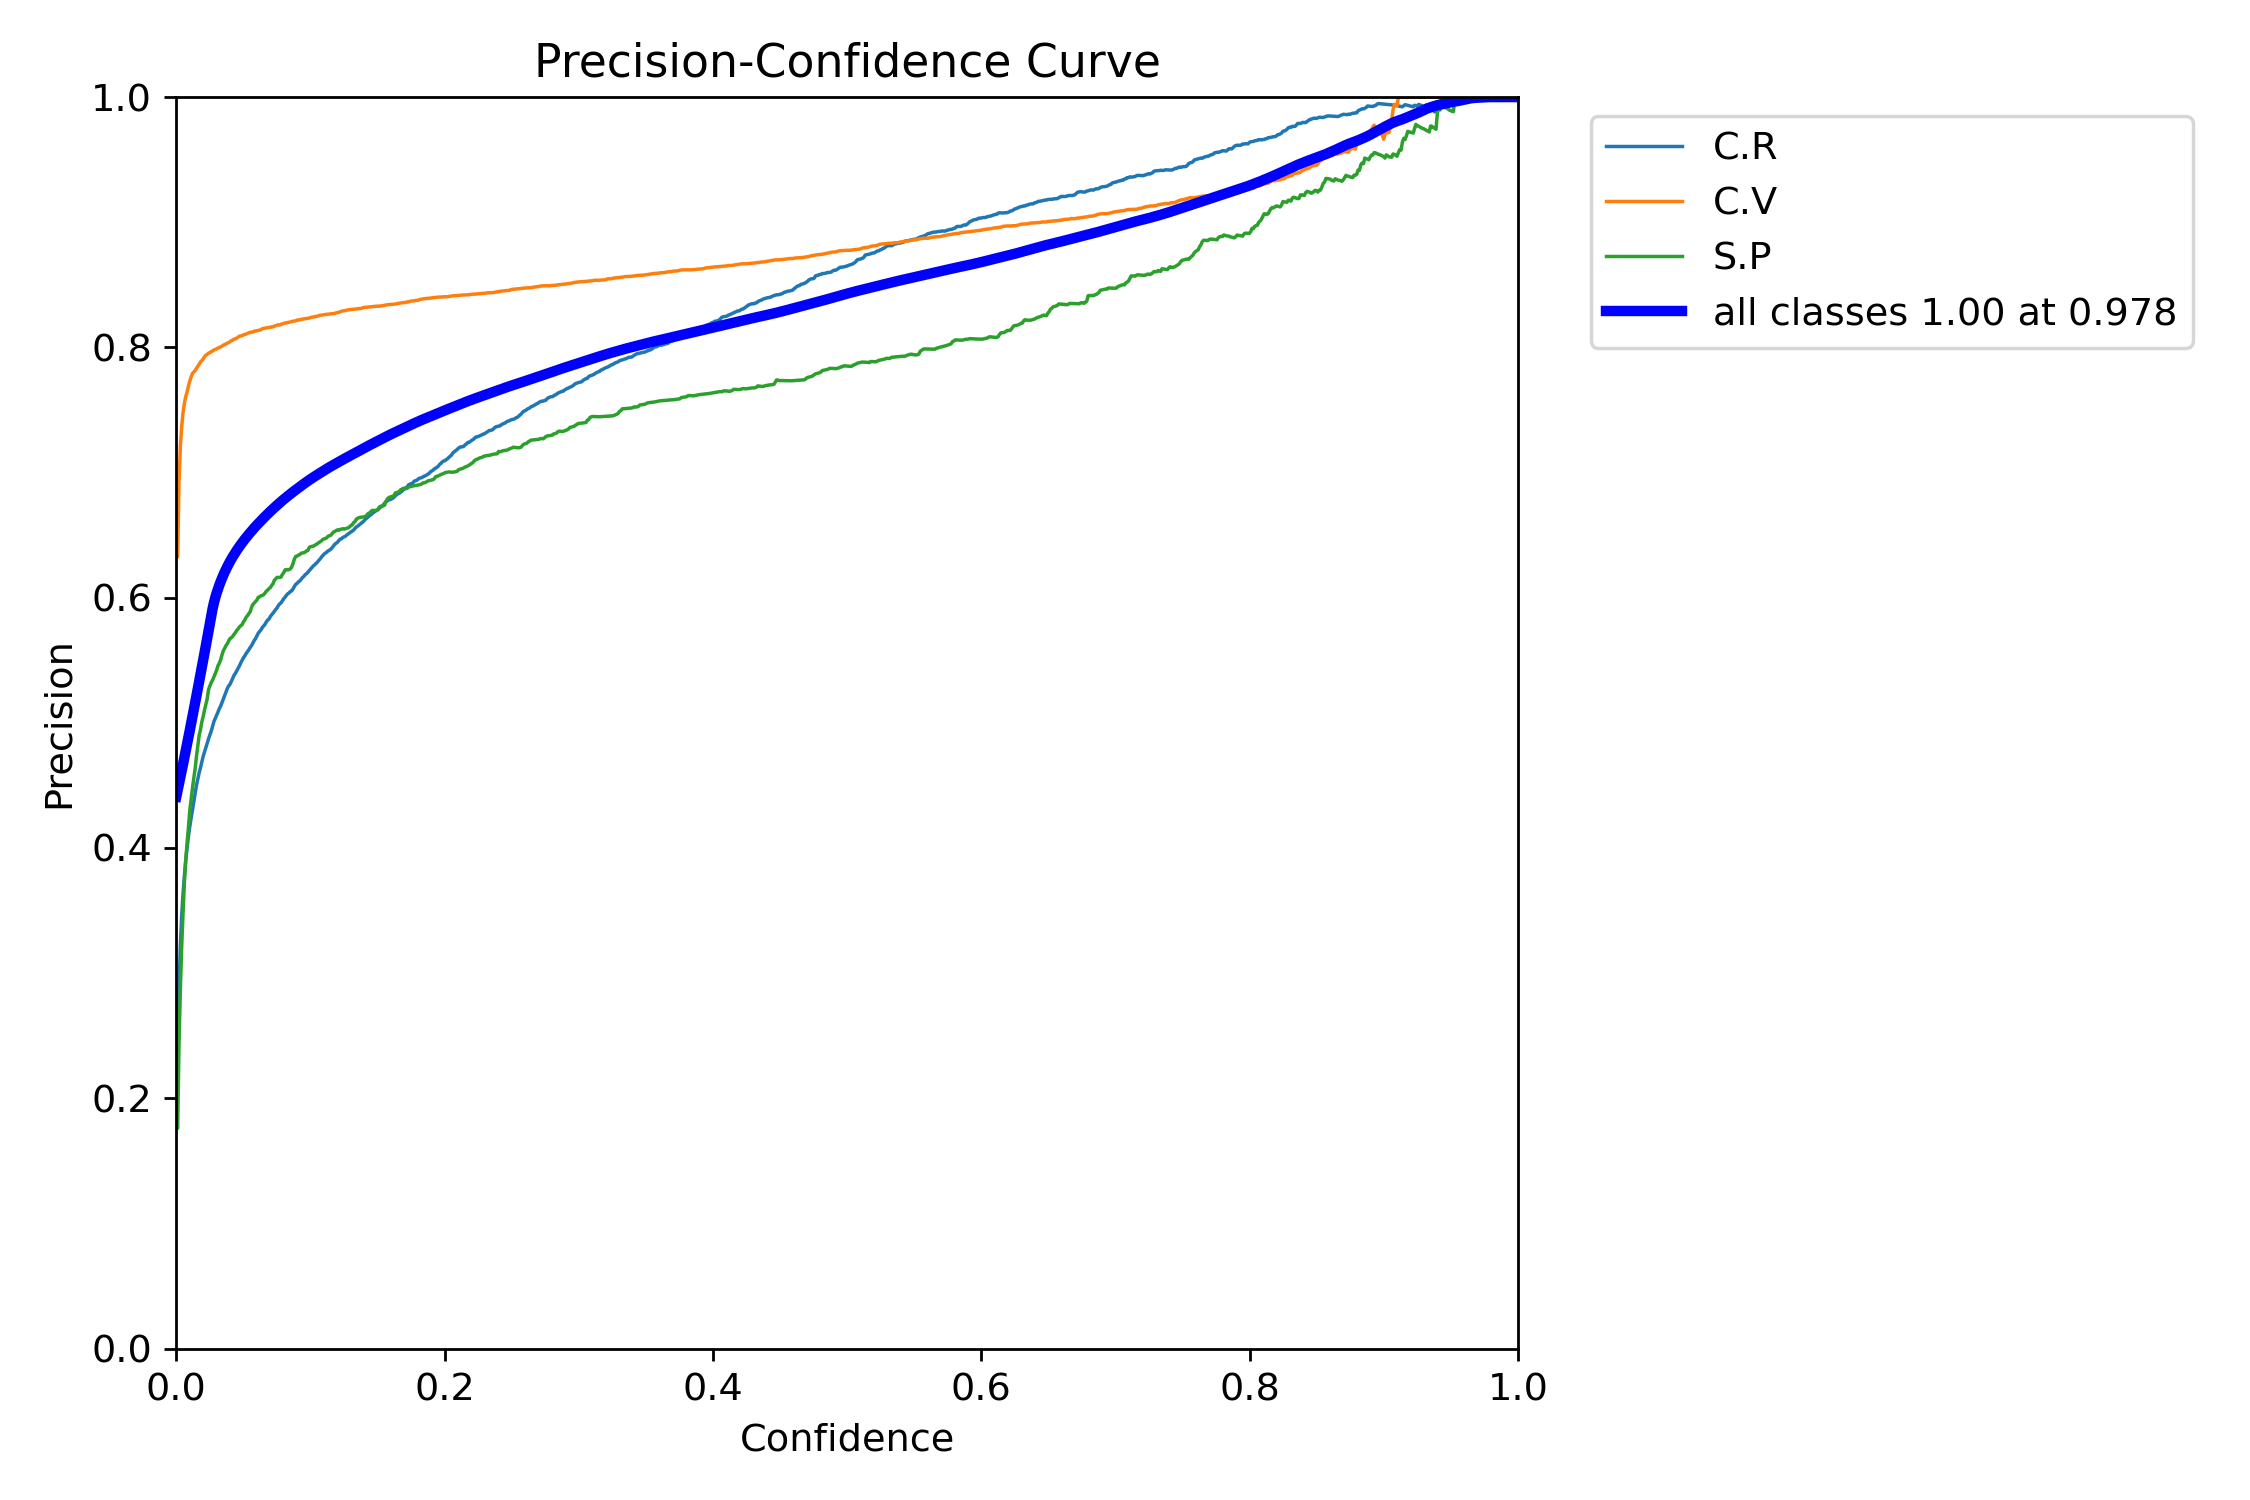 Precision-Confidence Curve
1.0
0.8
0.6
0.4
0.2
0.0
Precision
0.0 0.2 0.4 0.6 0.8 1.0
Confidence
C.R
C.V
S.P
all classes 1.00 at 0.978